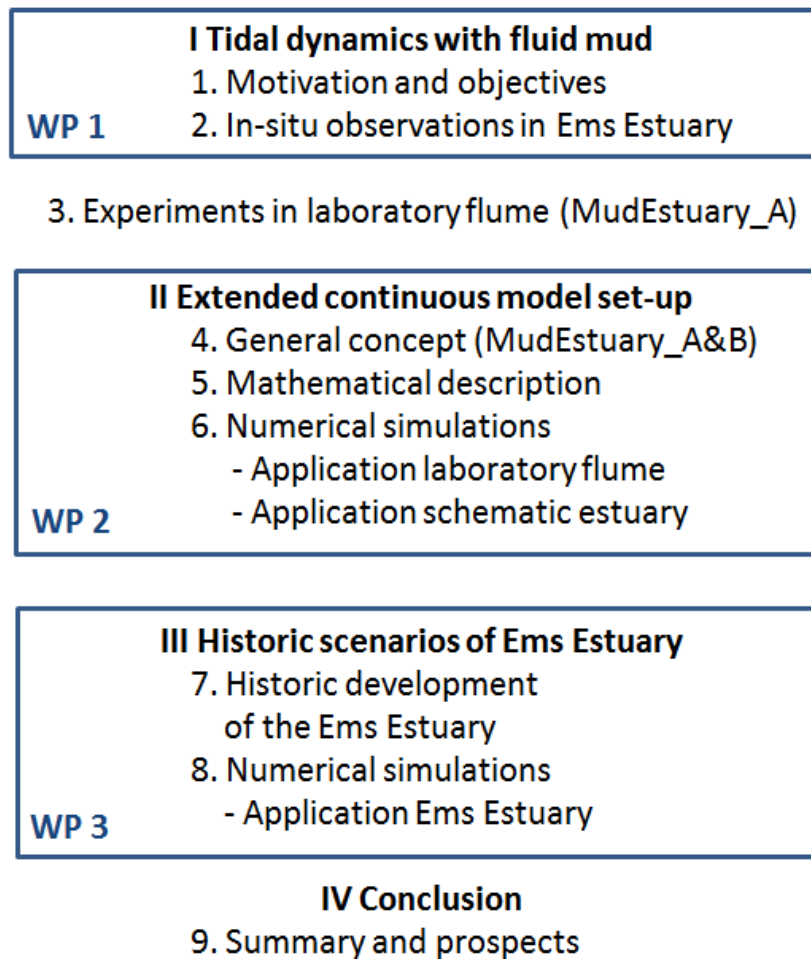 I Tidal dynamics with fluid mud
1. Motivation and objectives
2. In-situ observations in Ems Estuary
WP 1
3. Experiments in laboratory flume (MudEstuary_A)
II Extended continuous model set-up
4. General concept (MudEstuary_A&B)
5. Mathematical description
6. Numerical simulations
- Application laboratory flume
- Application schematic estuary
WP 2
III Historic scenarios of Ems Estuary
7. Historic development
of the Ems Estuary
8. Numerical simulations
- Application Ems Estuary
WP 3
IV Conclusion
9. Summary and prospects